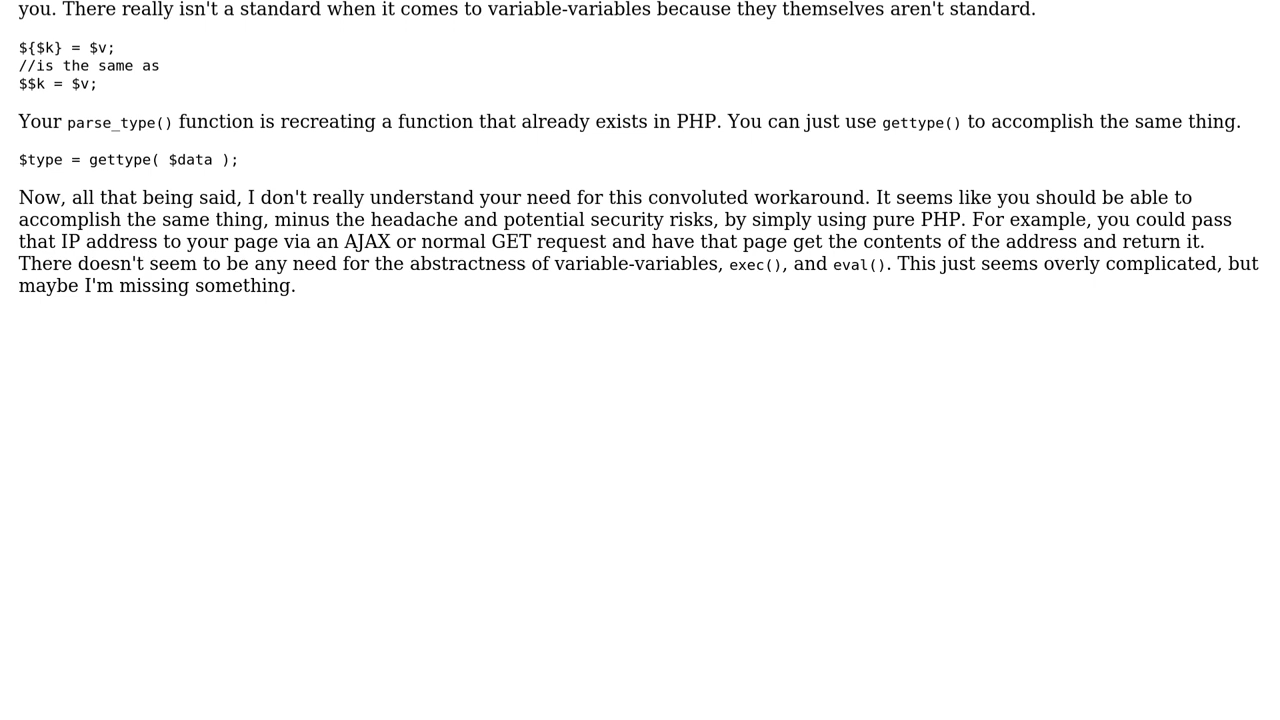 you. There really isn't a standard when it comes to variable-variables because they themselves aren't standard.
${$k} = $v;
//is the same as
$$k = $v;
Your parse_type() function is recreating a function that already exists in PHP. You can just use gettype() to accomplish the same thing.
$type = gettype( $data );
Now, all that being said, I don't really understand your need for this convoluted workaround. It seems like you should be able to
accomplish the same thing, minus the headache and potential security risks, by simply using pure PHP. For example, you could pass
that IP address to your page via an AJAX or normal GET request and have that page get the contents of the address and return it.
There doesn't seem to be any need for the abstractness of variable-variables, exec(), and eval(). This just seems overly complicated, but
maybe I'm missing something.